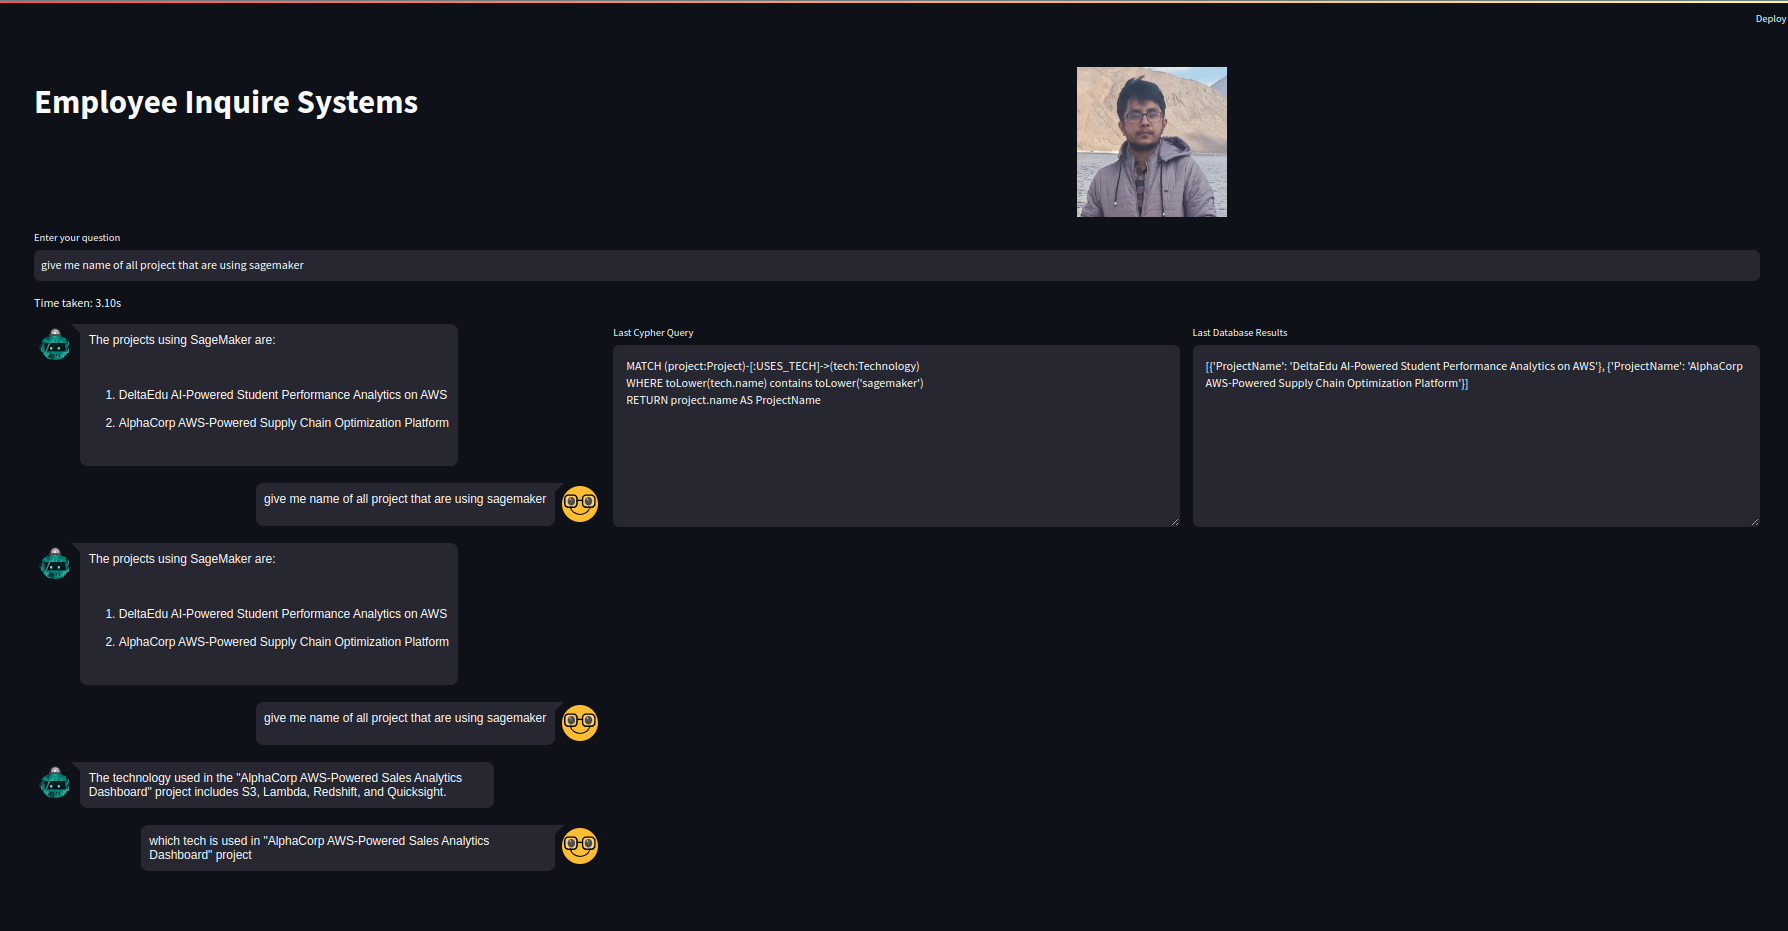 Deploy
Employee Inquire Systems
Enter your question
give me name of all project that are using sagemaker
Time taken: 3.10s
The projects using SageMaker are:
1. DeltaEdu AI-Powered Student Performance Analytics on AWS
2. AlphaCorp AWS-Powered Supply Chain Optimization Platform
give me name of all project that are using sagemaker
The projects using SageMaker are:
1. DeltaEdu AI-Powered Student Performance Analytics on AWS
2. AlphaCorp AWS-Powered Supply Chain Optimization Platform
give me name of all project that are using sagemaker
The technology used in the "AlphaCorp AWS-Powered Sales Analytics
Dashboard" project includes S3, Lambda, Redshift, and Quicksight.
which tech is used in "AlphaCorp AWS-Powered Sales Analytics
Dashboard" project
Last Cypher Query
MATCH (project:Project)-[:USES_TECH]->(tech:Technology)
WHERE toLower(tech.name) contains toLower('sagemaker')
RETURN project.name AS ProjectName
Last Database Results
[{'ProjectName': 'DeltaEdu AI-Powered Student Performance Analytics on AWS'}, {'ProjectName': 'AlphaCorp
AWS-Powered Supply Chain Optimization Platform'}]